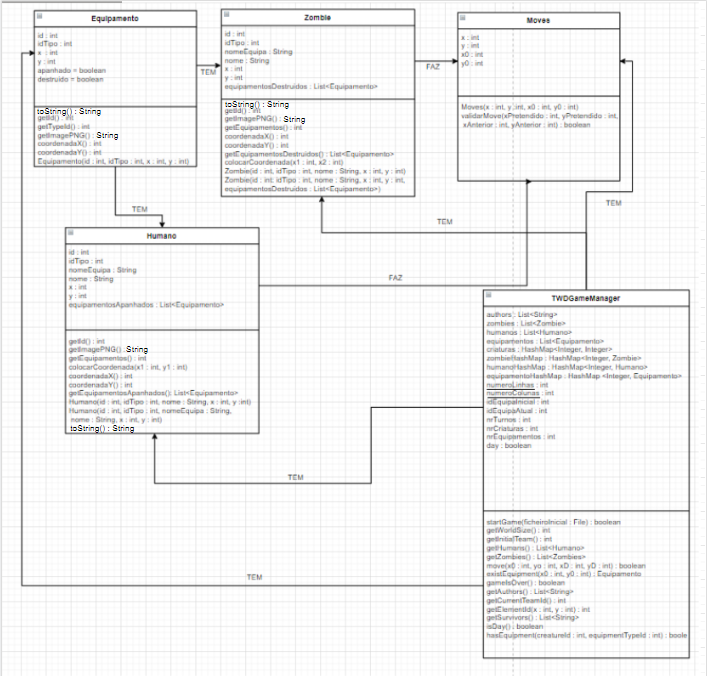 Equipamento
id : int
idTipo : int
x : int
y : int
apanhado = boolean
destruido = boolean
toString() : String
getId() : int
getTypeId() : int
getImagePNG() : String
coordenadaX() : int
coordenadaY() : int
Equipamento(id : int, idTipo : int, x : int, y : int)
TEM
Zombie
id : int
idTipo : int
nomeEquipa : String
nome : String
x : int
y : int
equipamentosDestruidos : List<Equipamento>
toString() : String
getId() : int
getImagePNG() : String
getEquipamentos() : int
coordenadaX() : int
coordenadaY() : int
getEquipamentosDestruidos() : List<Equipamento>
colocarCoordenada(x1 : int, x2 : int)
Zombie(id : int, idTipo : int, nome : String, x : int, y : int)
Zombie(id : int, idTipo : int, nome : String, x : int, y : int,
equipamentosDestruidos : List<Equipamento>)
FAZ
Moves
x : int
y : int
x0 : int
y0 : int
Moves(x : int, y : int, x0 : int, y0 : int)
validarMove(xPretendido : int, yPretendido : int,
xAnterior : int, yAnterior : int) : boolean
TEM
TEM
TEM
Humano
id : int
idTipo : int
nomeEquipa : String
nome : String
x : int
y : int
equipamentosApanhados : List<Equipamento>
getId() : int
getImagePNG() : String
getEquipamentos() : int
colocarCoordenada(x1 : int, y1 : int)
coordenadaX() : int
coordenadaY() : int
getEquipamentosApanhados(): List<Equipamento>
Humano(id : int, idTipo : int, nome : String, x : int, y : int)
Humano(id : int, idTipo : int, nomeEquipa : String,
nome : String, x : int, y : int)
toString() : String
FAZ
TWDGameManager
authors : List<String>
zombies : List<Zombie>
humanos : List<Humano>
equipamentos : List<Equipamento>
criaturas : HashMap<Integer, Integer>
zombieHashMap : HashMap<Integer, Zombie>
humanoHashMap : HashMap<Integer, Humano>
equipamentoHashMap : HashMap <Integer, Equipamento>
numeroLinhas : int
numeroColunas : int
idEquipaInicial : int
idEquipaAtual : int
nrTurnos : int
nrCriaturas : int
nrEquipamentos : int
day : boolean
startGame(ficheiroInicial : File) : boolean
getWorldSize() : int
getInitialTeam() : int
getHumans() : List<Humano>
getZombies() : List<Zombies>
move(x0 : int, yo : int, xD : int, yD : int) : boolean
existEquipment(x0 : int, y0 : int) : Equipamento
gameIsOver() : boolean
getAuthors() : List<String>
getCurrentTeamId() : int
getElementId(x : int, y : int) : int
getSurvivors() : List<String>
isDay() : boolean
hasEquipment(creatureId : int, equipmentTypeId : int) : boole
TEM
TEM